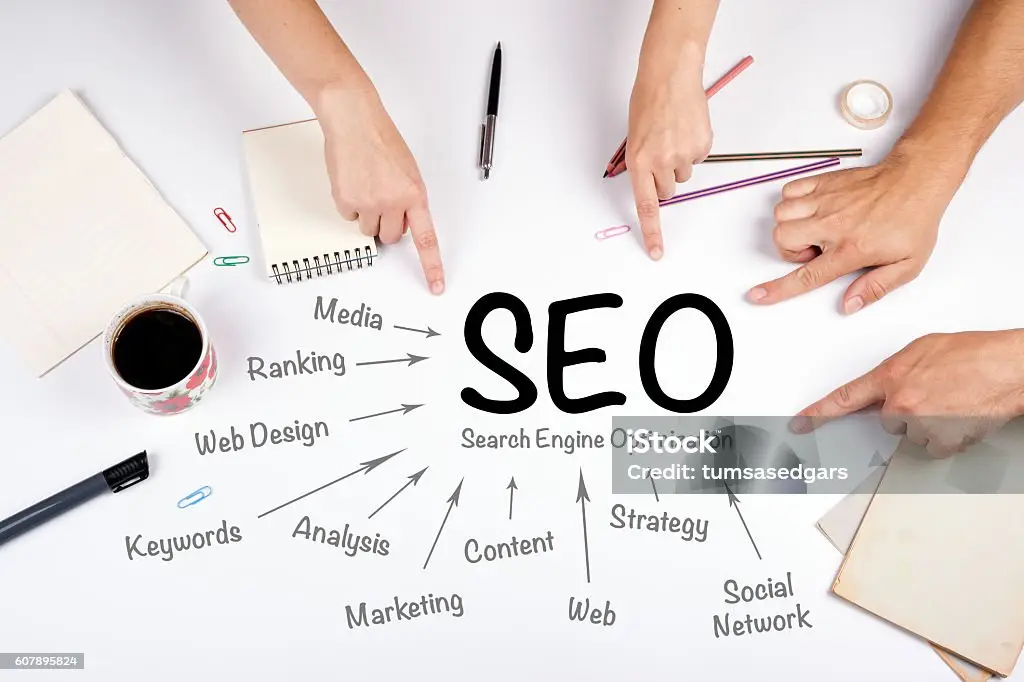 Media
Ranking
SEO
Web Design
Search Engine Optimization
iStock
Credit: tumsasedgars
Keywords
Analysis
Content
Strategy
Marketing
Web
Social
Network
607895824